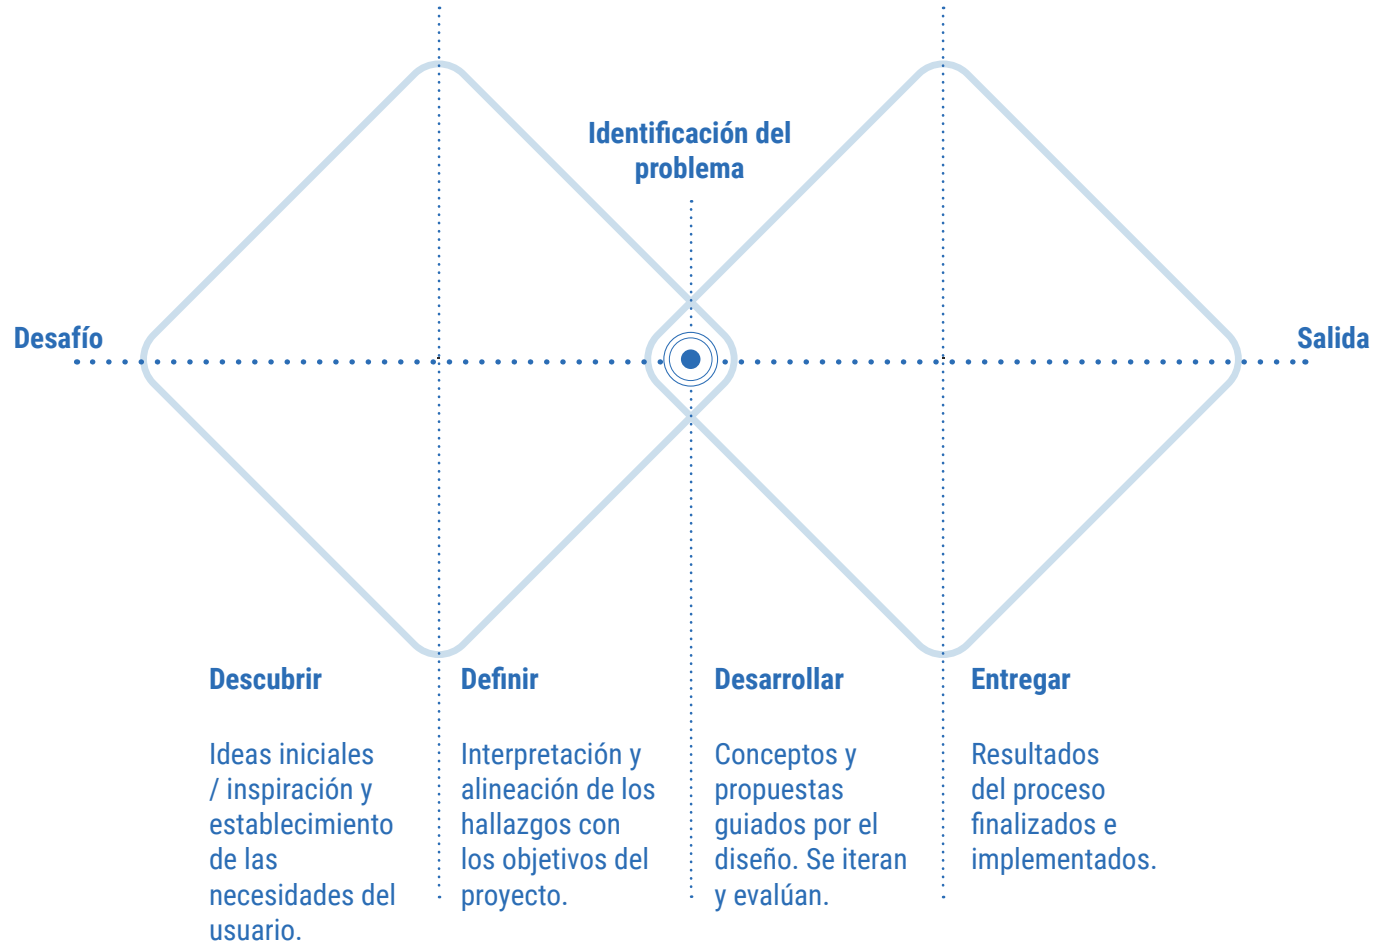 Identificación del
problema
Desafío
Salida
Descubrir
Ideas iniciales
/ inspiración y
establecimiento
de las
necesidades del
usuario.
Definir
Interpretación y
alineación de los
hallazgos con
los objetivos del
proyecto.
Desarrollar
Conceptos y
propuestas
guiados por el
diseño. Se iteran
y evalúan.
Entregar
Resultados
del proceso
finalizados e
implementados.